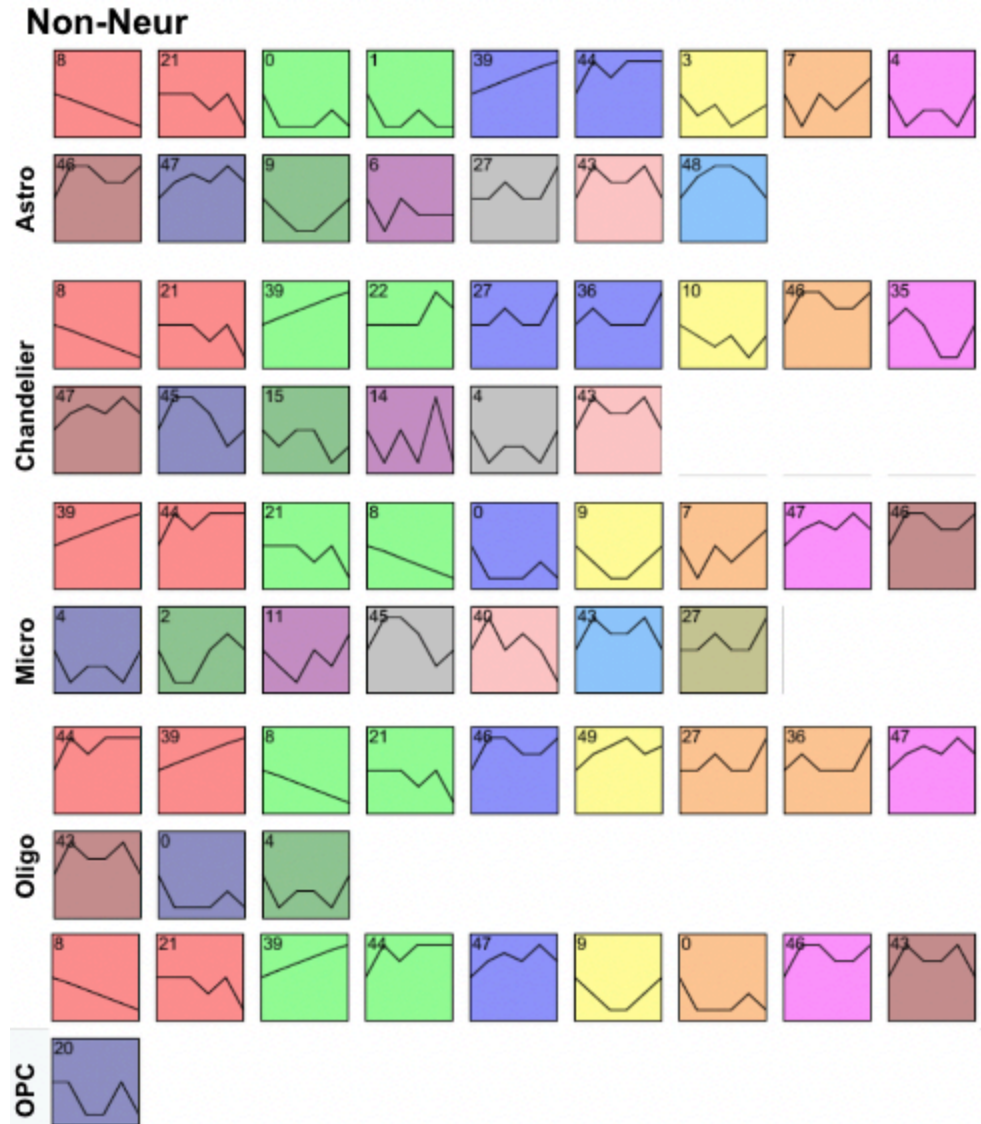 Non-Neur
8 21 0 1 39 44 3 7 4
Astro
46 47 9 6 27 43 48
8 21 39 22 27 36 10 46 35
Chandelier
47 45 15 14 4 43
39 44 21 8 0 9 7 47 46
Micro
4 2 11 45 40 43 27
44 39 8 21 46 49 27 36 47
Oligo
43 0 4
8 21 39 44 47 9 0 46 43
OPC
20